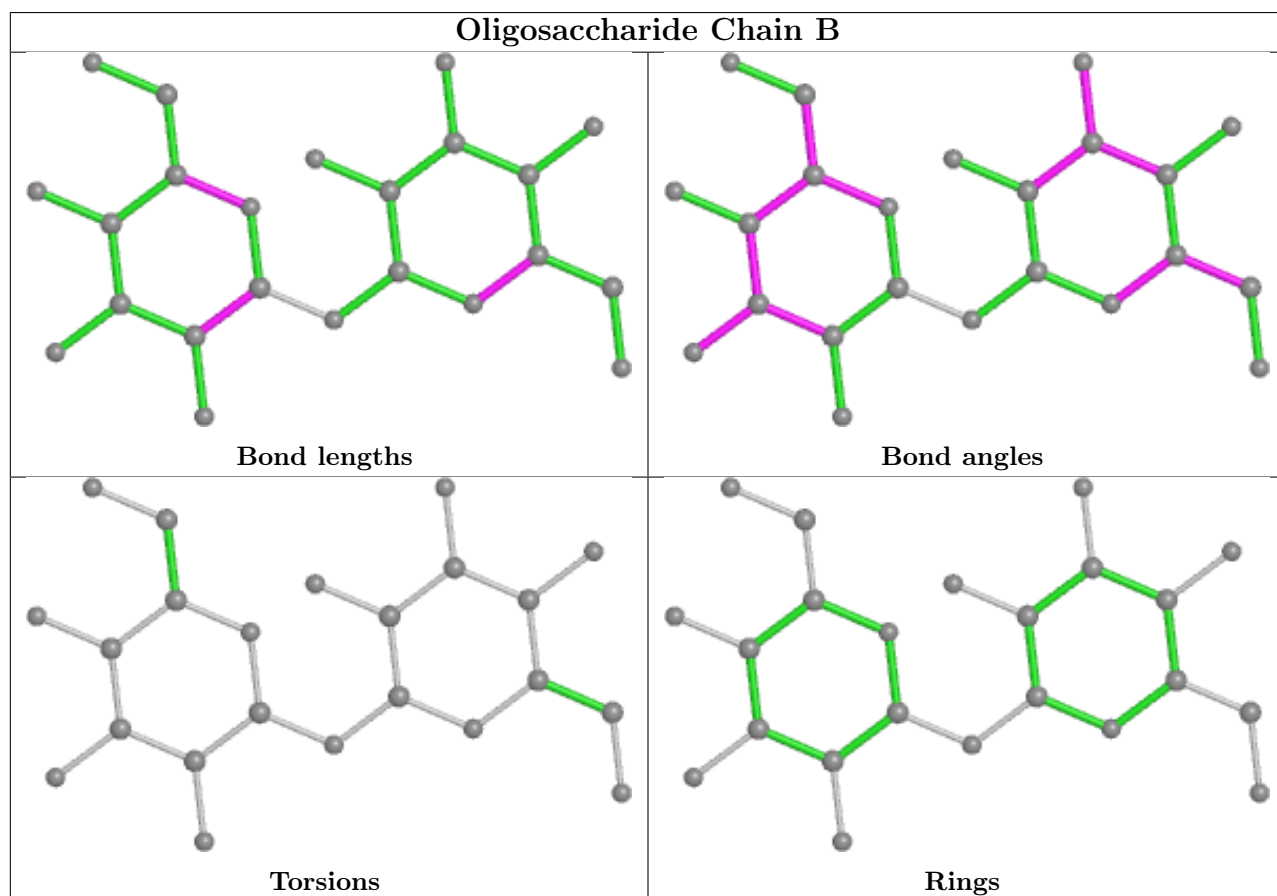 Oligosaccharide Chain B
Bond lengths
Bond angles
Torsions
Rings